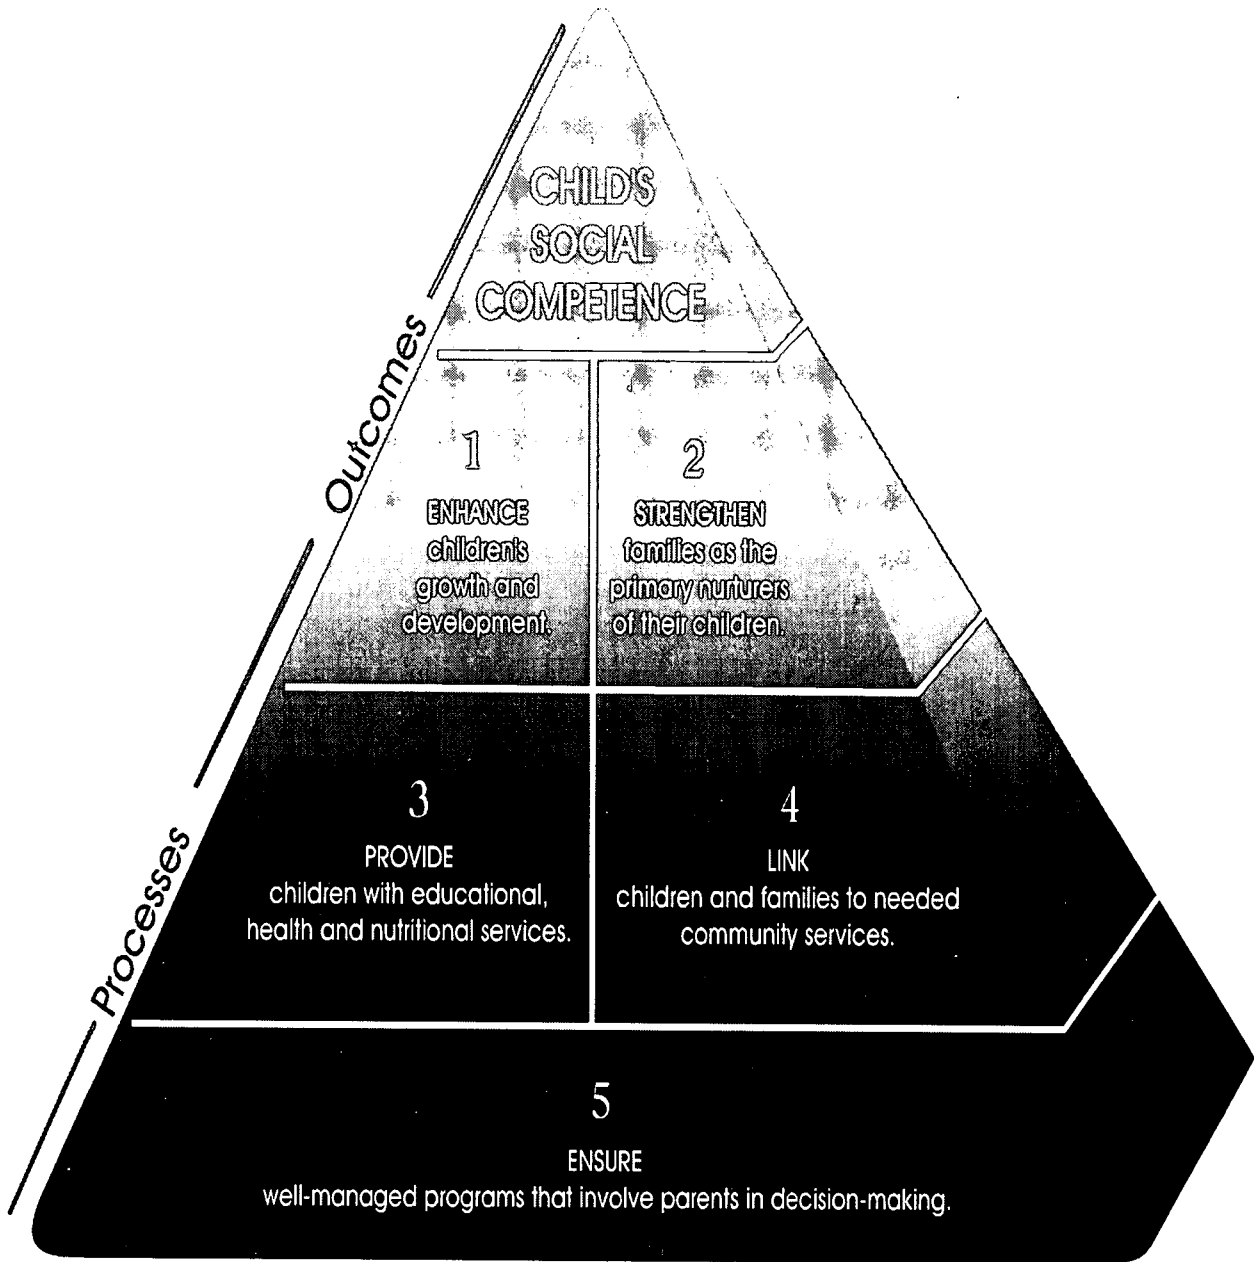 CHILD'S
SOCIAL
COMPETENCE
Outcomes
1
ENHANCE
children's
growth and
development.
2
STRENGTHEN
families as the
primary nurturers
of their children.
Processes
3
PROVIDE
children with educational,
health and nutritional services.
4
LINK
children and families to needed
community services.
5
ENSURE
well-managed programs that involve parents in decision-making.